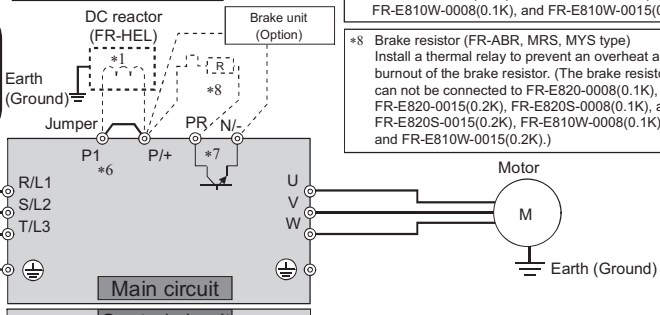 FR-E810W-0008(0.1K), and FR-E810W-0015(0
DC reactor
(FR-HEL)
Brake unit
(Option)
*8 Brake resistor (FR-ABR, MRS, MYS type)
Install a thermal relay to prevent an overheat a
burnout of the brake resistor. (The brake resisto
can not be connected to FR-E820-0008(0.1K),
FR-E820-0015(0.2K), FR-E820S-0008(0.1K), a
FR-E820S-0015(0.2K), FR-E810W-0008(0.1K)
and FR-E810W-0015(0.2K).)
*1
R
*8
Earth
(Ground)
Jumper
PR
N/-
P1
P/+
*6
*7
R/L1
S/L2
T/L3
U
V
W
Motor
M
Earth (Ground)
Main circuit